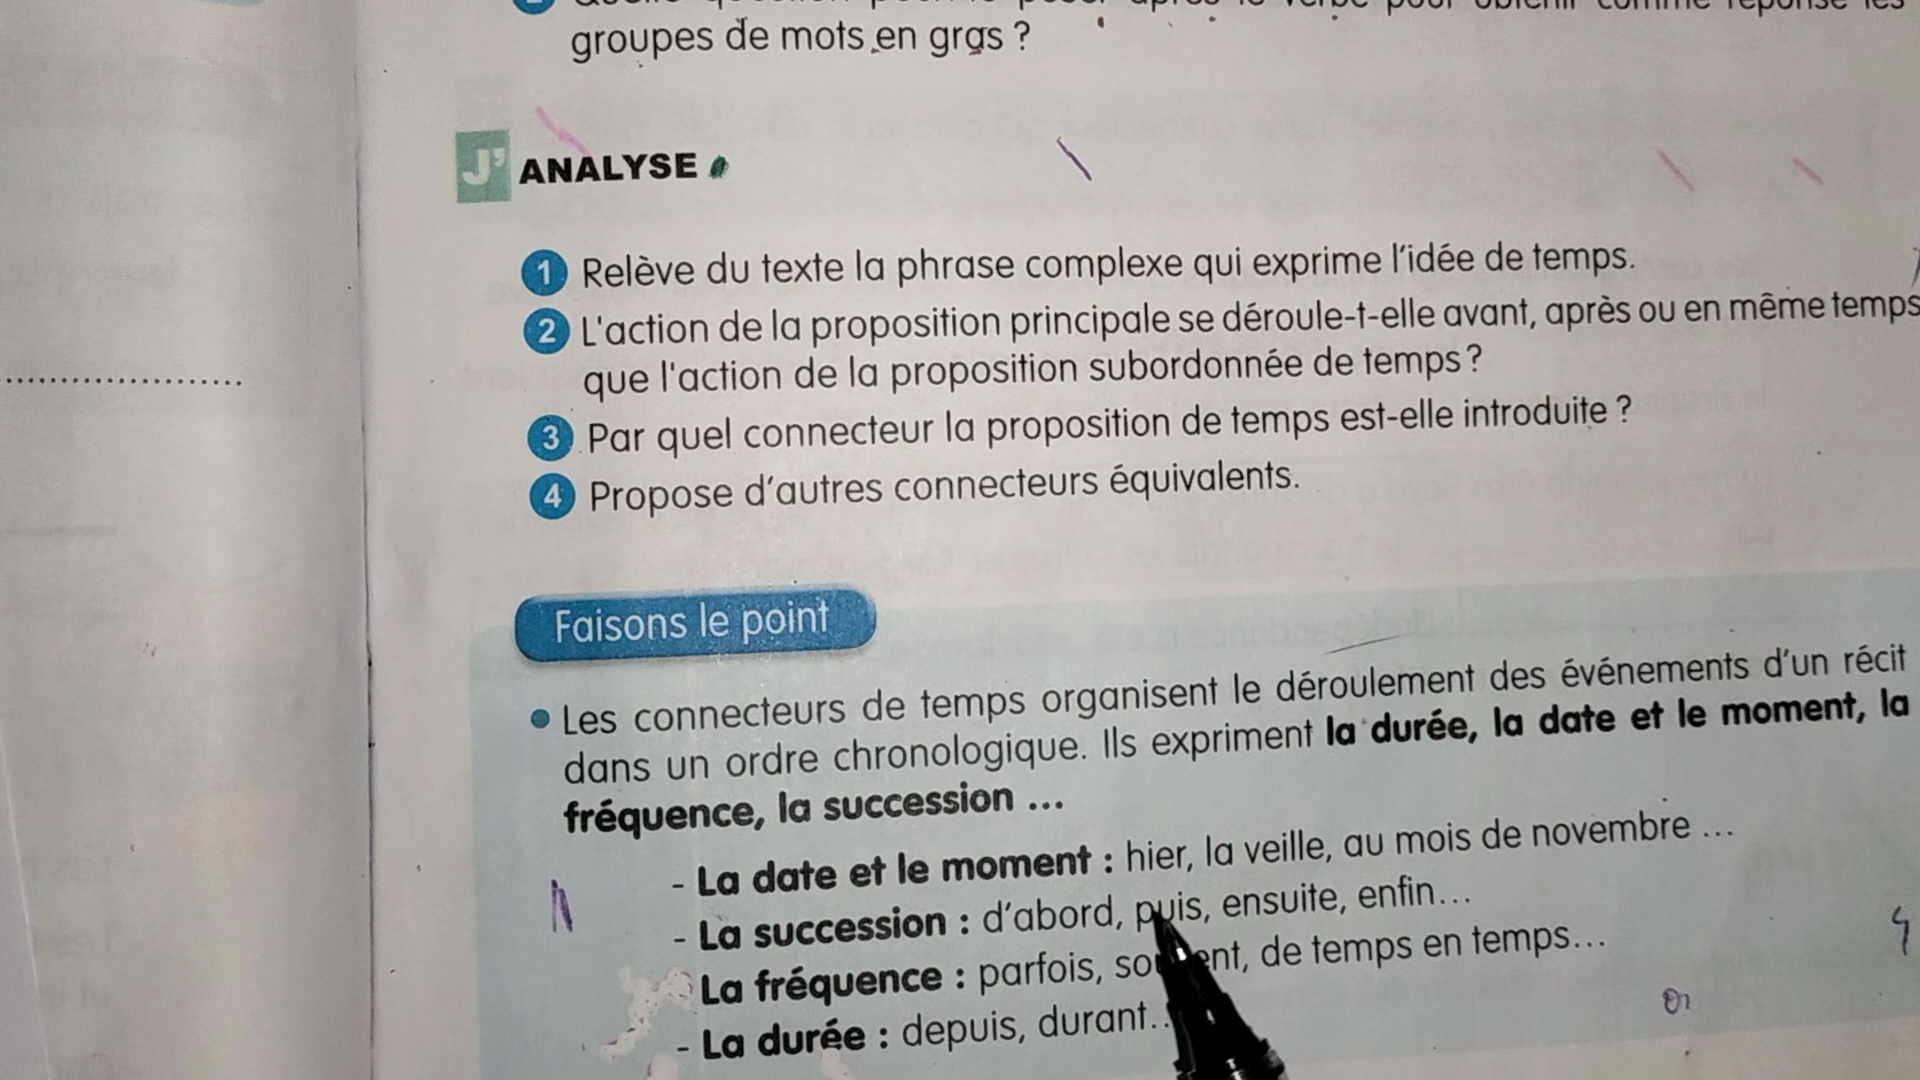 groupes de mots en gras ?
J'ANALYSE
1 Relève du texte la phrase complexe qui exprime l'idée de temps.
2 L'action de la proposition principale se déroule-t-elle avant, après ou en même temps
que l'action de la proposition subordonnée de temps ?
3 Par quel connecteur la proposition de temps est-elle introduite ?
4 Propose d'autres connecteurs équivalents.
Faisons le point
• Les connecteurs de temps organisent le déroulement des événements d'un récit
dans un ordre chronologique. Ils expriment la durée, la date et le moment, la
fréquence, la succession ...
- La date et le moment : hier, la veille, au mois de novembre ...
- La succession : d'abord, puis, ensuite, enfin...
La fréquence : parfois, souvent, de temps en temps...
- La durée : depuis, durant..